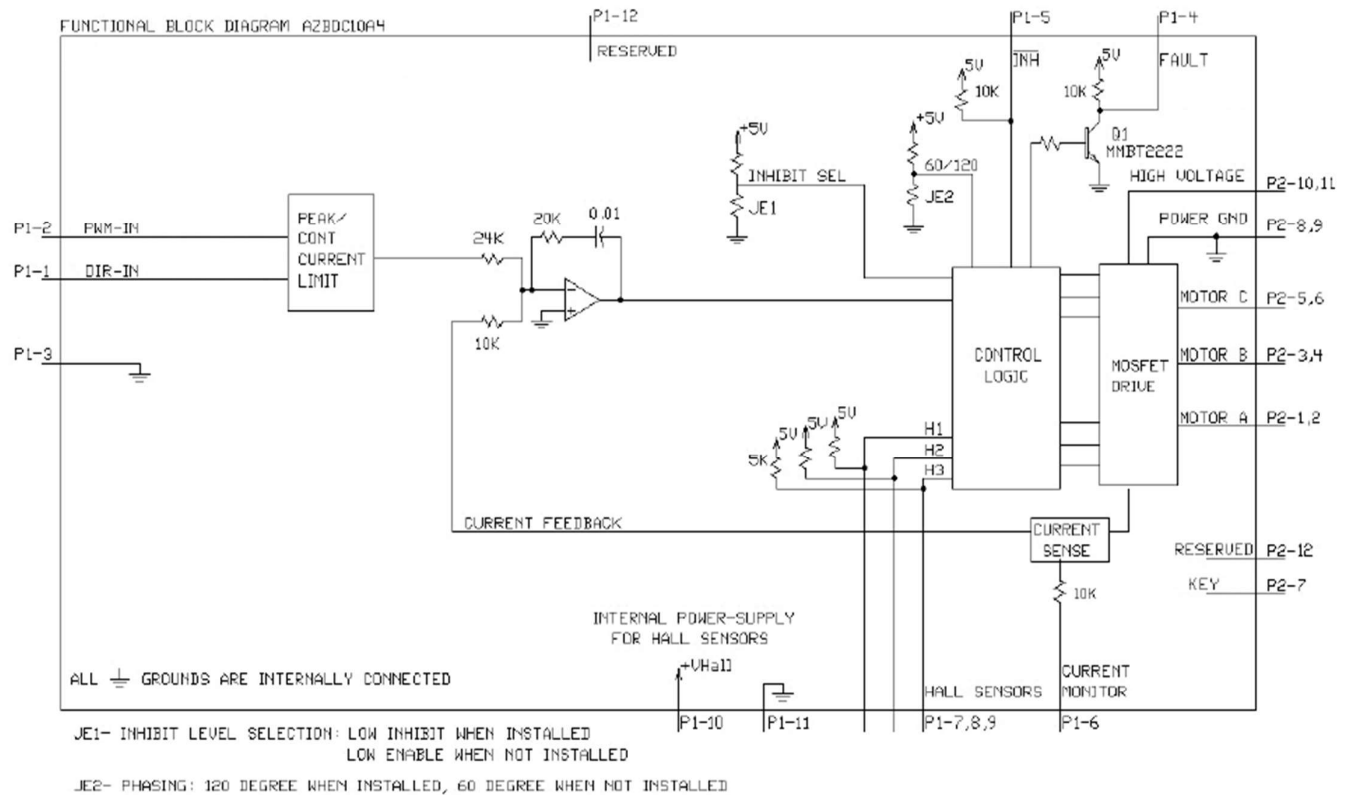 FUNCTIONAL BLOCK DIAGRAM AZBDC10A4
P1-12
RESERVED
P1-5
INH
P1-4
FAULT
5V
10K
5V
10K
Q1
MMBT2222
+5V
INHIBIT SEL
JE1
+5V
60/120
JE2
HIGH VOLTAGE
P2-10,11
POWER GND
P2-8,9
P1-2
PWM-IN
P1-1
DIR-IN
PEAK/
CONT
CURRENT
LIMIT
24K
20K
0.01
-
+
10K
P1-3
CONTROL
LOGIC
MOSFET
DRIVE
MOTOR C
P2-5,6
MOTOR B
P2-3,4
MOTOR A
P2-1,2
5V
5V
5V
5K
H1
H2
H3
CURRENT FEEDBACK
CURRENT
SENSE
10K
RESERVED
P2-12
KEY
P2-7
INTERNAL POWER-SUPPLY
FOR HALL SENSORS
+VHall
ALL GROUNDS ARE INTERNALLY CONNECTED
HALL SENSORS
CURRENT
MONITOR
P1-10
P1-11
P1-7,8,9
P1-6
JE1- INHIBIT LEVEL SELECTION: LOW INHIBIT WHEN INSTALLED
LOW ENABLE WHEN NOT INSTALLED
JE2- PHASING: 120 DEGREE WHEN INSTALLED, 60 DEGREE WHEN NOT INSTALLED